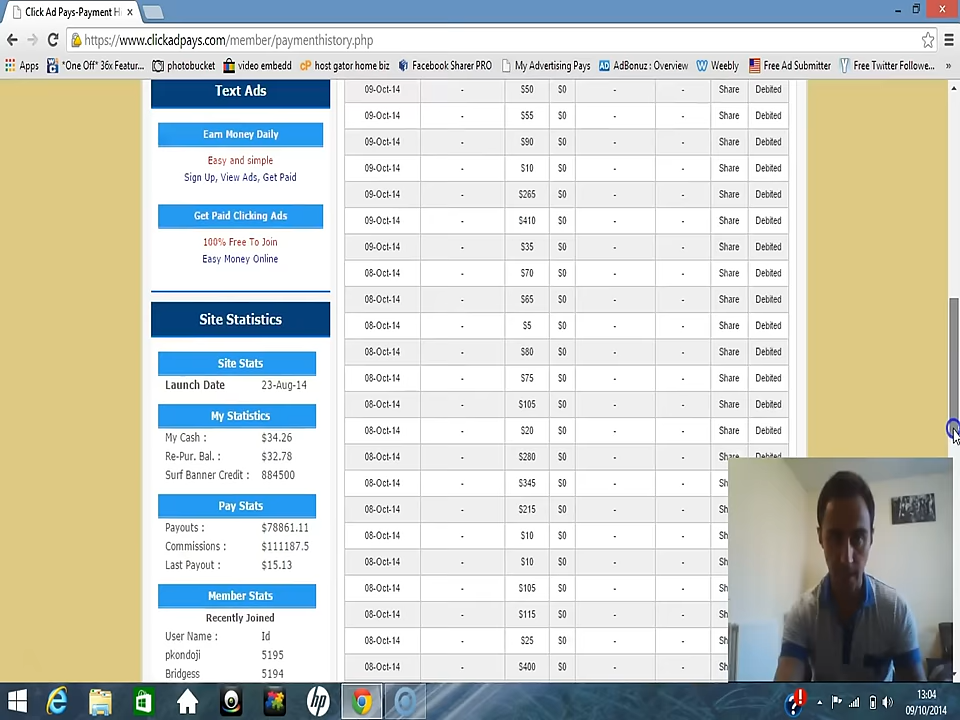 Click Ad Pays-Payment H
https://www.clickadpays.com/member/paymenthistory.php
Apps
"One Off" 36x Featur...
photobucket
video embedd
cP host gator home biz
Facebook Sharer PRO
My Advertising Pays
AD AdBonuz : Overview
Weebly
Free Ad Submitter
Free Twitter Followe...
»
Text Ads
Earn Money Daily
Easy and simple
Sign Up, View Ads, Get Paid
Get Paid Clicking Ads
100% Free To Join
Easy Money Online
Site Statistics
Site Stats
Launch Date 23-Aug-14
My Statistics
My Cash : $34.26
Re-Pur. Bal. : $32.78
Surf Banner Credit : 884500
Pay Stats
Payouts : $78861.11
Commissions : $111187.5
Last Payout : $15.13
Member Stats
Recently Joined
User Name : Id
pkondoji 5195
Bridgess 5194
09-Oct-14 - $50 $0 - - Share Debited
09-Oct-14 - $55 $0 - - Share Debited
09-Oct-14 - $90 $0 - - Share Debited
09-Oct-14 - $10 $0 - - Share Debited
09-Oct-14 - $265 $0 - - Share Debited
09-Oct-14 - $410 $0 - - Share Debited
09-Oct-14 - $35 $0 - - Share Debited
08-Oct-14 - $70 $0 - - Share Debited
08-Oct-14 - $65 $0 - - Share Debited
08-Oct-14 - $5 $0 - - Share Debited
08-Oct-14 - $80 $0 - - Share Debited
08-Oct-14 - $75 $0 - - Share Debited
08-Oct-14 - $105 $0 - - Share Debited
08-Oct-14 - $20 $0 - - Share Debited
08-Oct-14 - $280 $0 - - Share Debited
08-Oct-14 - $345 $0 - - Sh
08-Oct-14 - $215 $0 - - Sh
08-Oct-14 - $10 $0 - - Sh
08-Oct-14 - $10 $0 - - Sh
08-Oct-14 - $105 $0 - - Sh
08-Oct-14 - $115 $0 - - Sh
08-Oct-14 - $25 $0 - - Sh
08-Oct-14 - $400 $0 - - Sh
hp
13:04
09/10/2014